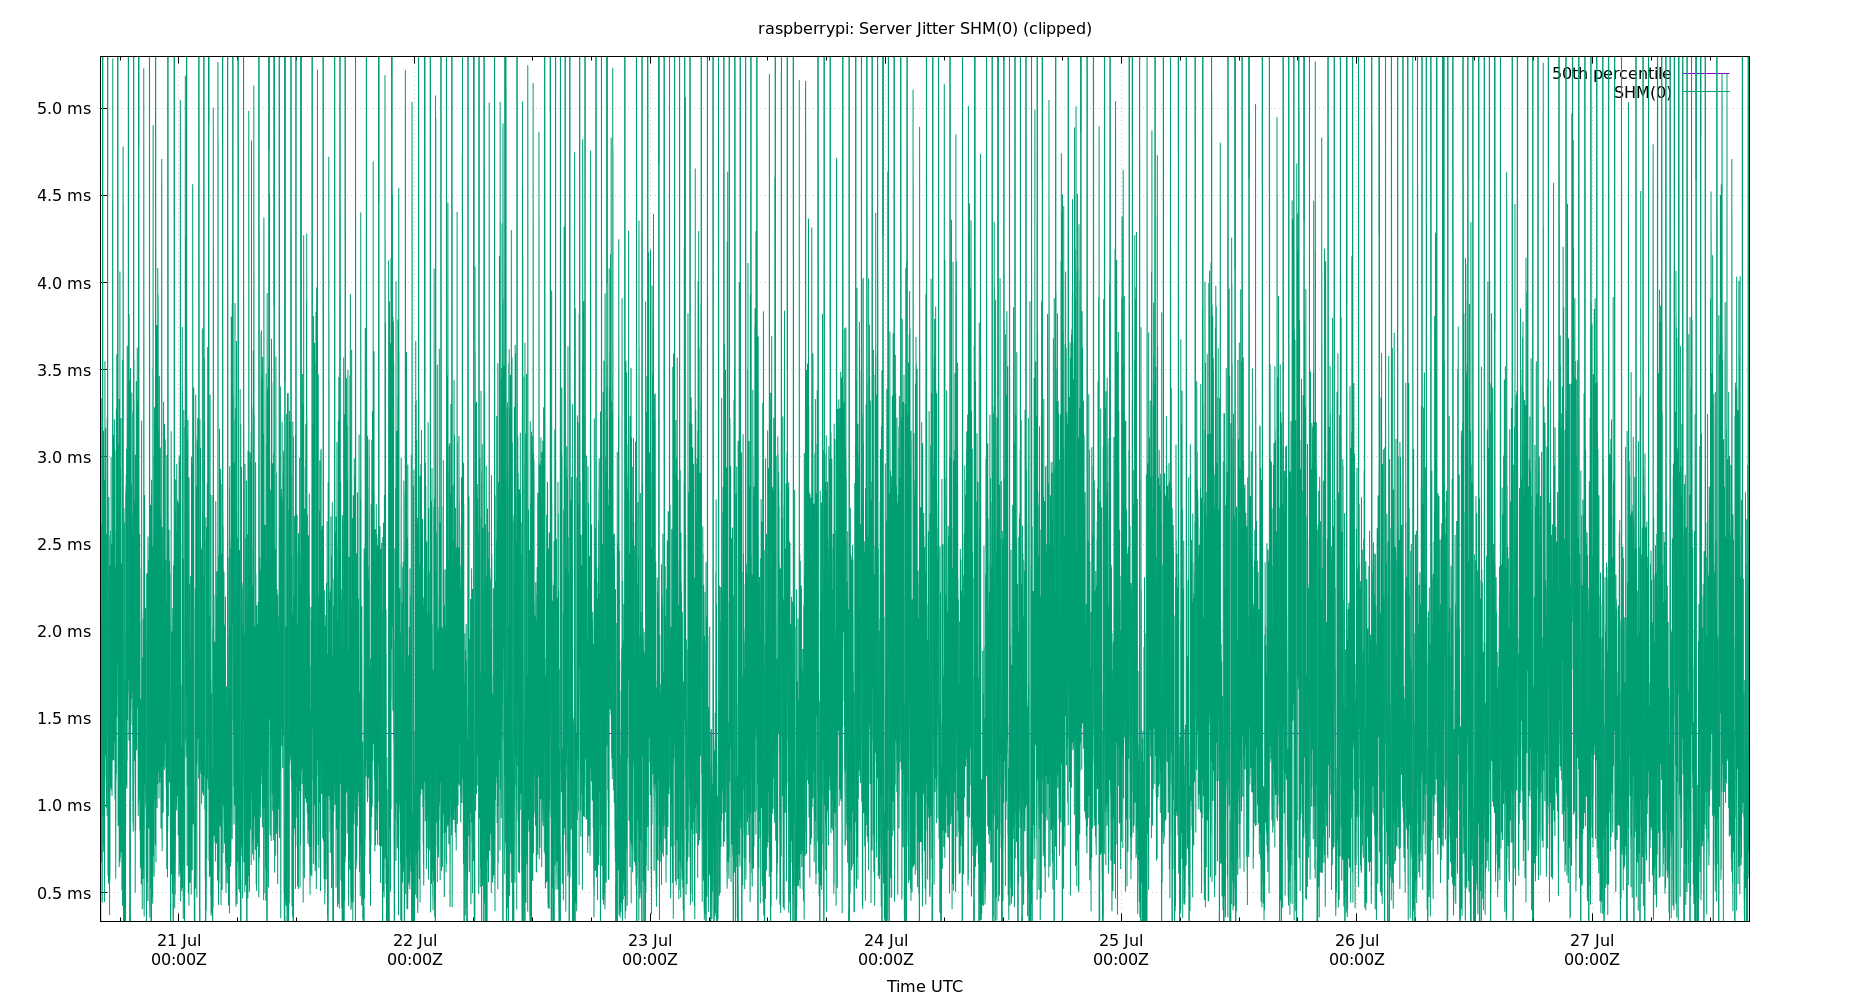 raspberrypi: Server Jitter SHM(0) (clipped)
50th percentile
SHM(0)
5.0 ms
4.5 ms
4.0 ms
3.5 ms
3.0 ms
2.5 ms
2.0 ms
1.5 ms
1.0 ms
0.5 ms
21 Jul 22 Jul 23 Jul 24 Jul 25 Jul 26 Jul 27 Jul
00:00Z 00:00Z 00:00Z 00:00Z 00:00Z 00:00Z 00:00Z
Time UTC